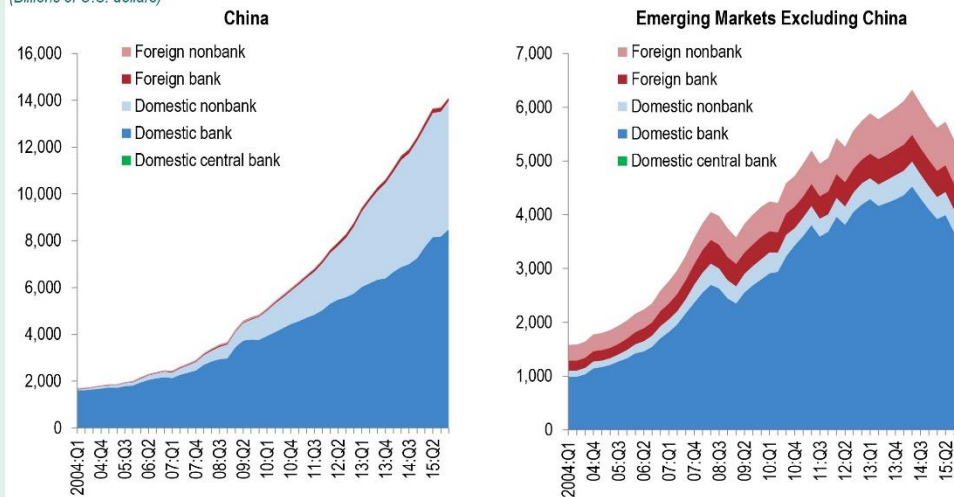 (Billions of U.S. dollars)
China
16,000
14,000
12,000
10,000
8,000
6,000
4,000
2,000
0
Foreign nonbank
Foreign bank
Domestic nonbank
Domestic bank
Domestic central bank
2004:Q1
04:Q4
05:Q3
06:Q2
07:Q1
07:Q4
08:Q3
09:Q2
10:Q1
10:Q4
11:Q3
12:Q2
13:Q1
13:Q4
14:Q3
15:Q2
Emerging Markets Excluding China
7,000
6,000
5,000
4,000
3,000
2,000
1,000
0
Foreign nonbank
Foreign bank
Domestic nonbank
Domestic bank
Domestic central bank
2004:Q1
04:Q4
05:Q3
06:Q2
07:Q1
07:Q4
08:Q3
09:Q2
10:Q1
10:Q4
11:Q3
12:Q2
13:Q1
13:Q4
14:Q3
15:Q2